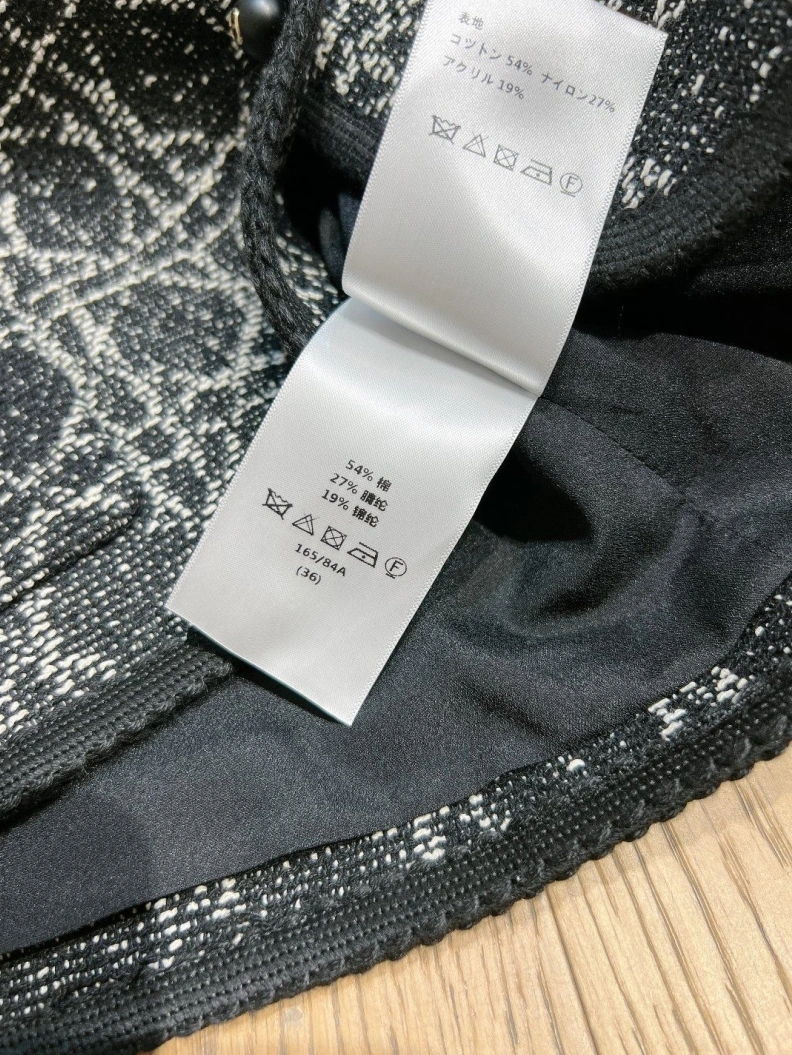 表地
コットン 54% ナイロン27%
アクリル 19%
F
54% 棉
27% 腈纶
19% 锦纶
F
165/84A
(36)